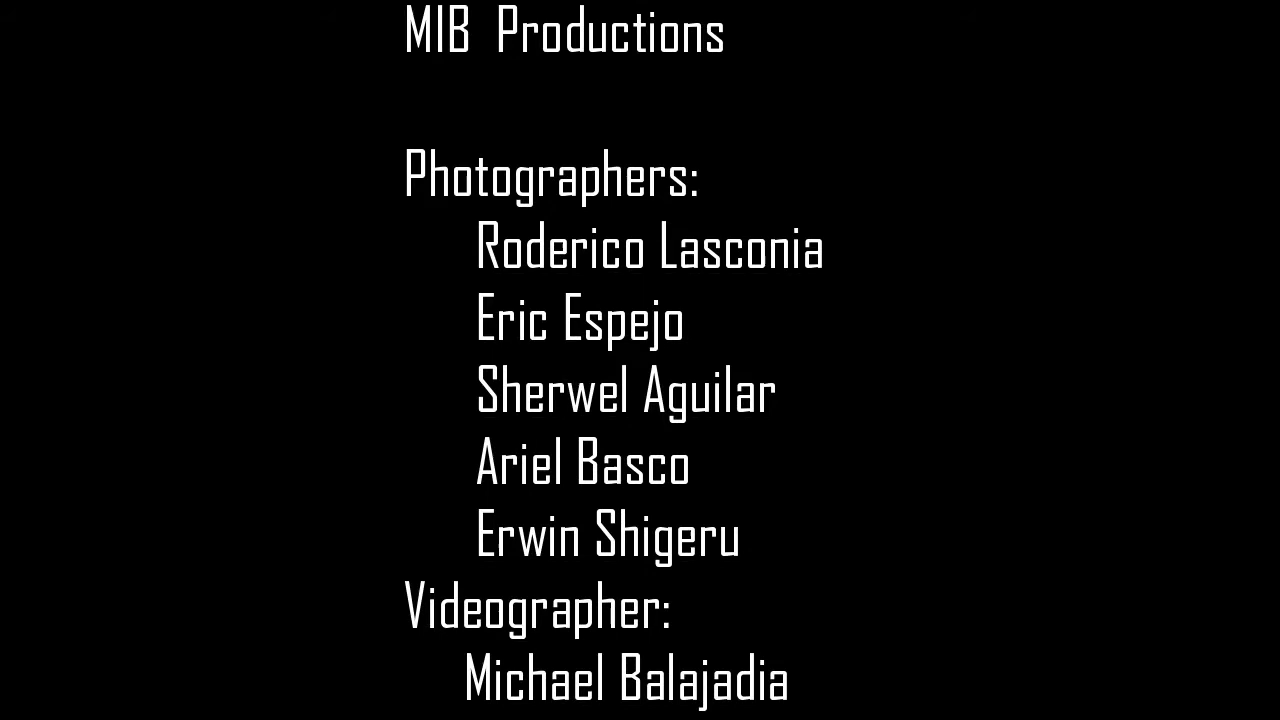 MIB Productions
Photographers:
Roderico Lasconia
Eric Espejo
Sherwel Aguilar
Ariel Basco
Erwin Shigeru
Videographer:
Michael Balajadia